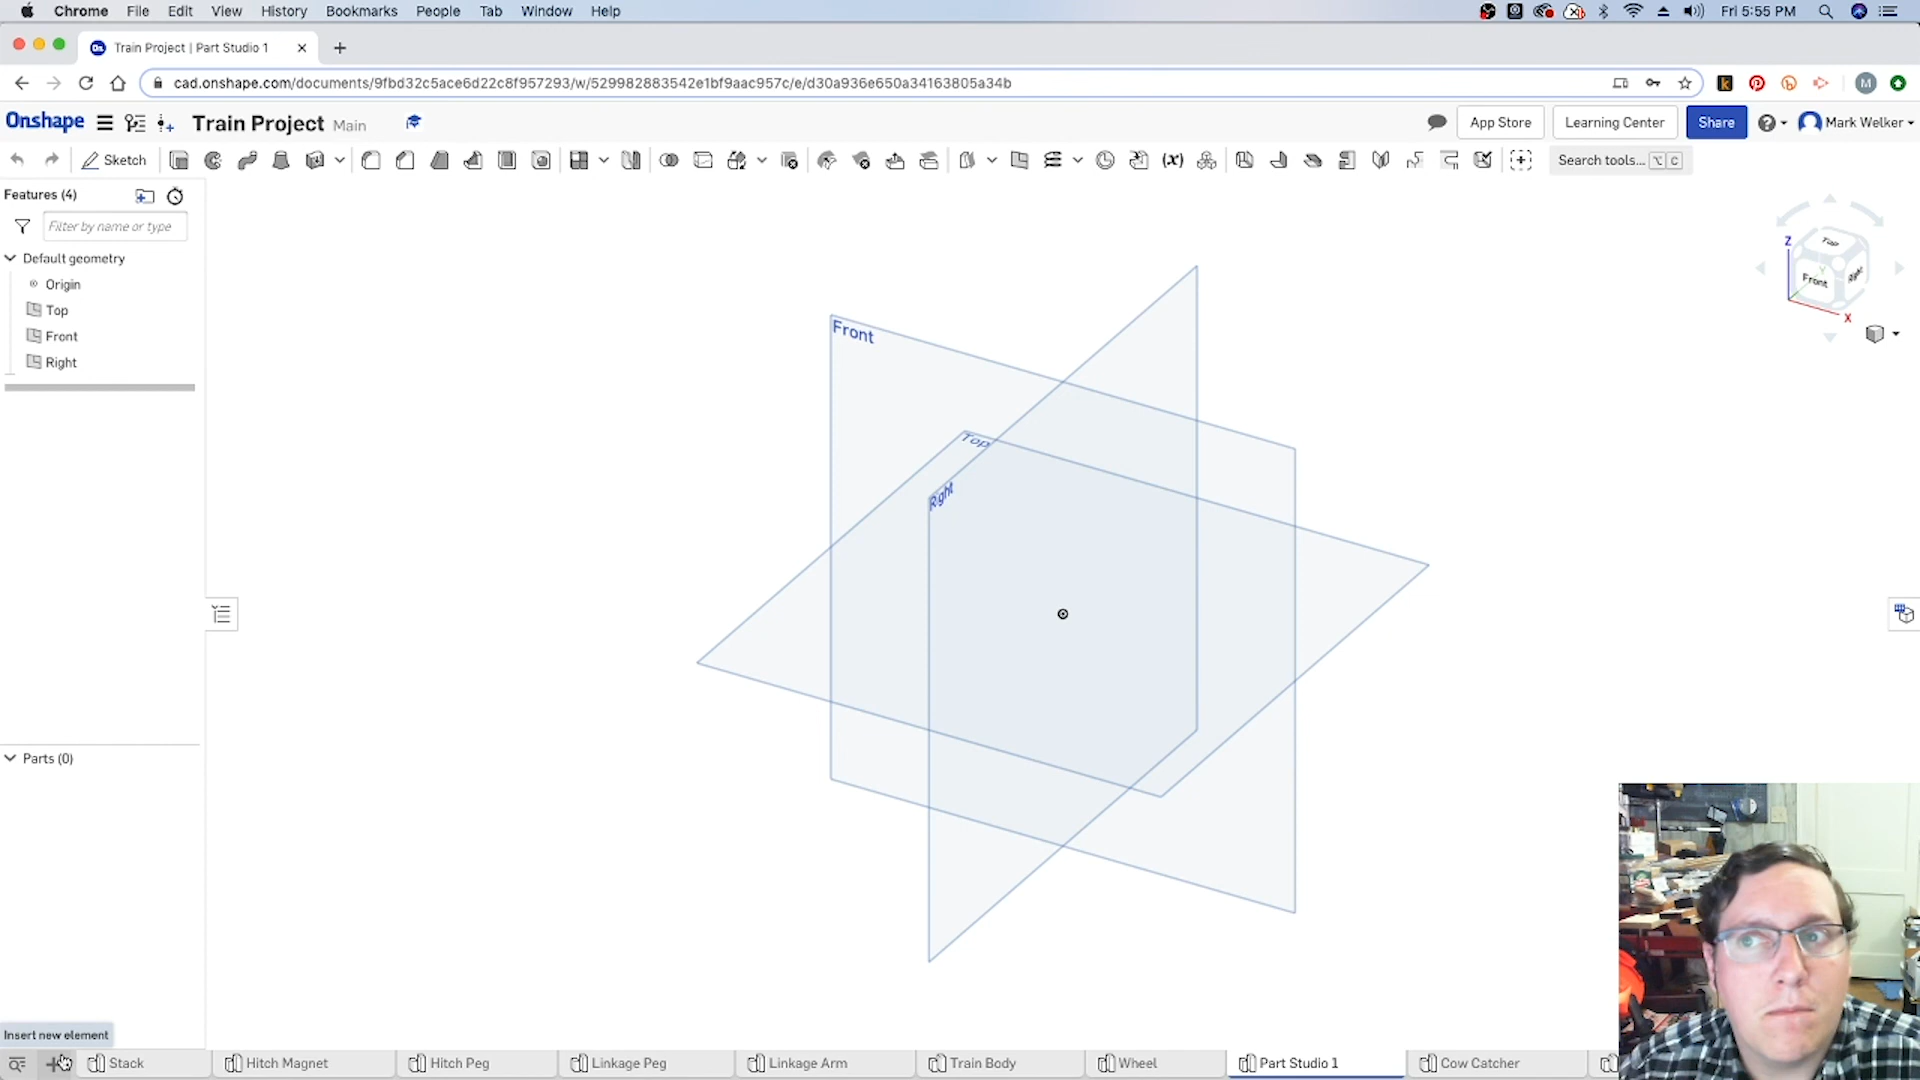 Chrome File Edit View History Bookmarks People Tab Window Help Fri 5:55 PM
Train Project | Part Studio 1
cad.onshape.com/documents/9fbd32c5ace6d22c8f957293/w/529982883542e1bf9aac957c/e/d30a936e650a34163805a34b M
Onshape Train Project Main App Store Learning Center Share Mark Welker
Sketch (x) Search tools... ⌥ C
Features (4)
Filter by name or type
Default geometry
Origin
Top
Front
Right
Z Top
Front Y Right
X
Front
Top
Right
Parts (0)
Insert new element
Stack Hitch Magnet Hitch Peg Linkage Peg Linkage Arm Train Body Wheel Part Studio 1 Cow Catcher